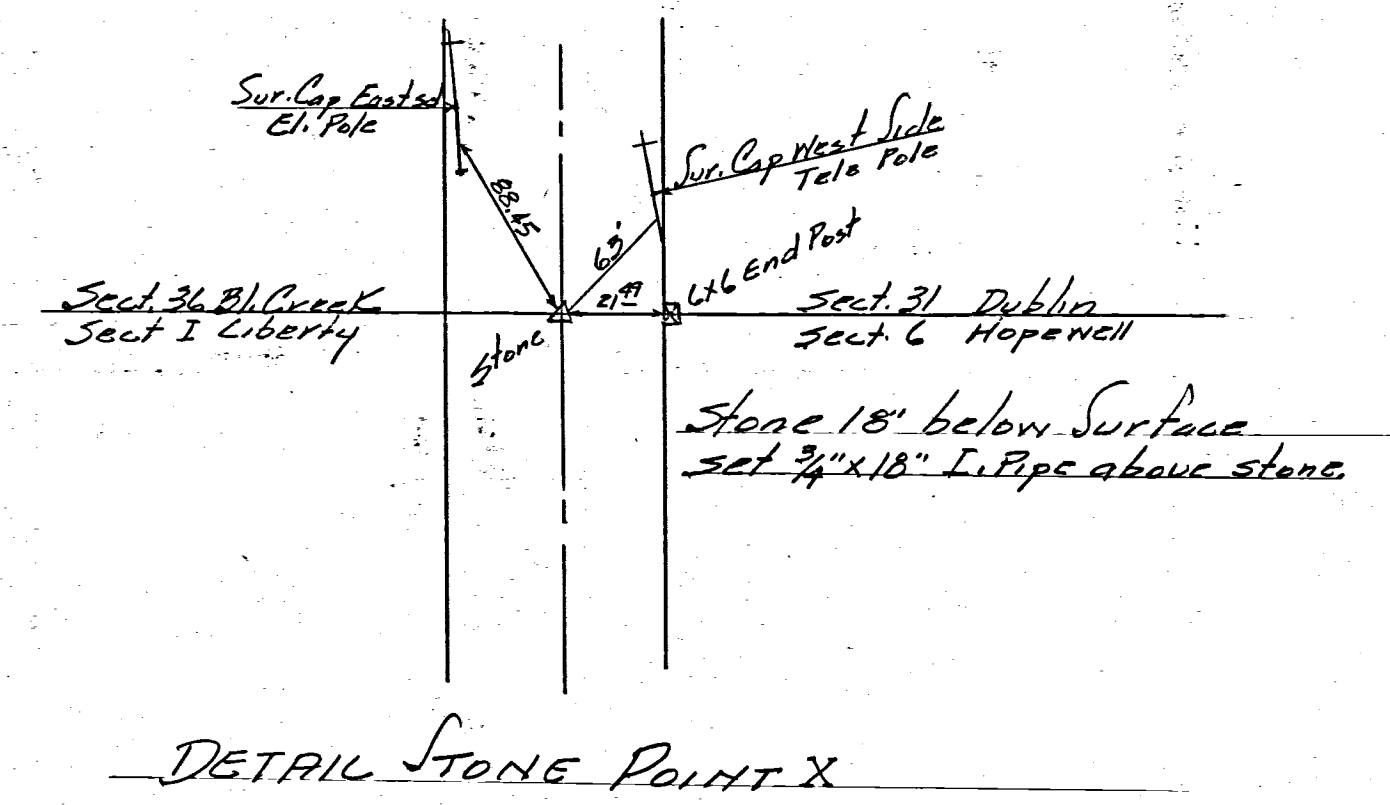 Sur. Cap East sd
El. Pole
Sur. Cap West Side
Tele Pole
88.45
63'
21 49
6x6 End Post
Sect. 36 Bl. Creek
Sect I Liberty
Stone
Sect. 31 Dublin
Sect. 6 Hopewell
Stone 18" below Surface
set 3/4" x 18" I. Pipe above stone.
DETAIL STONE POINT X